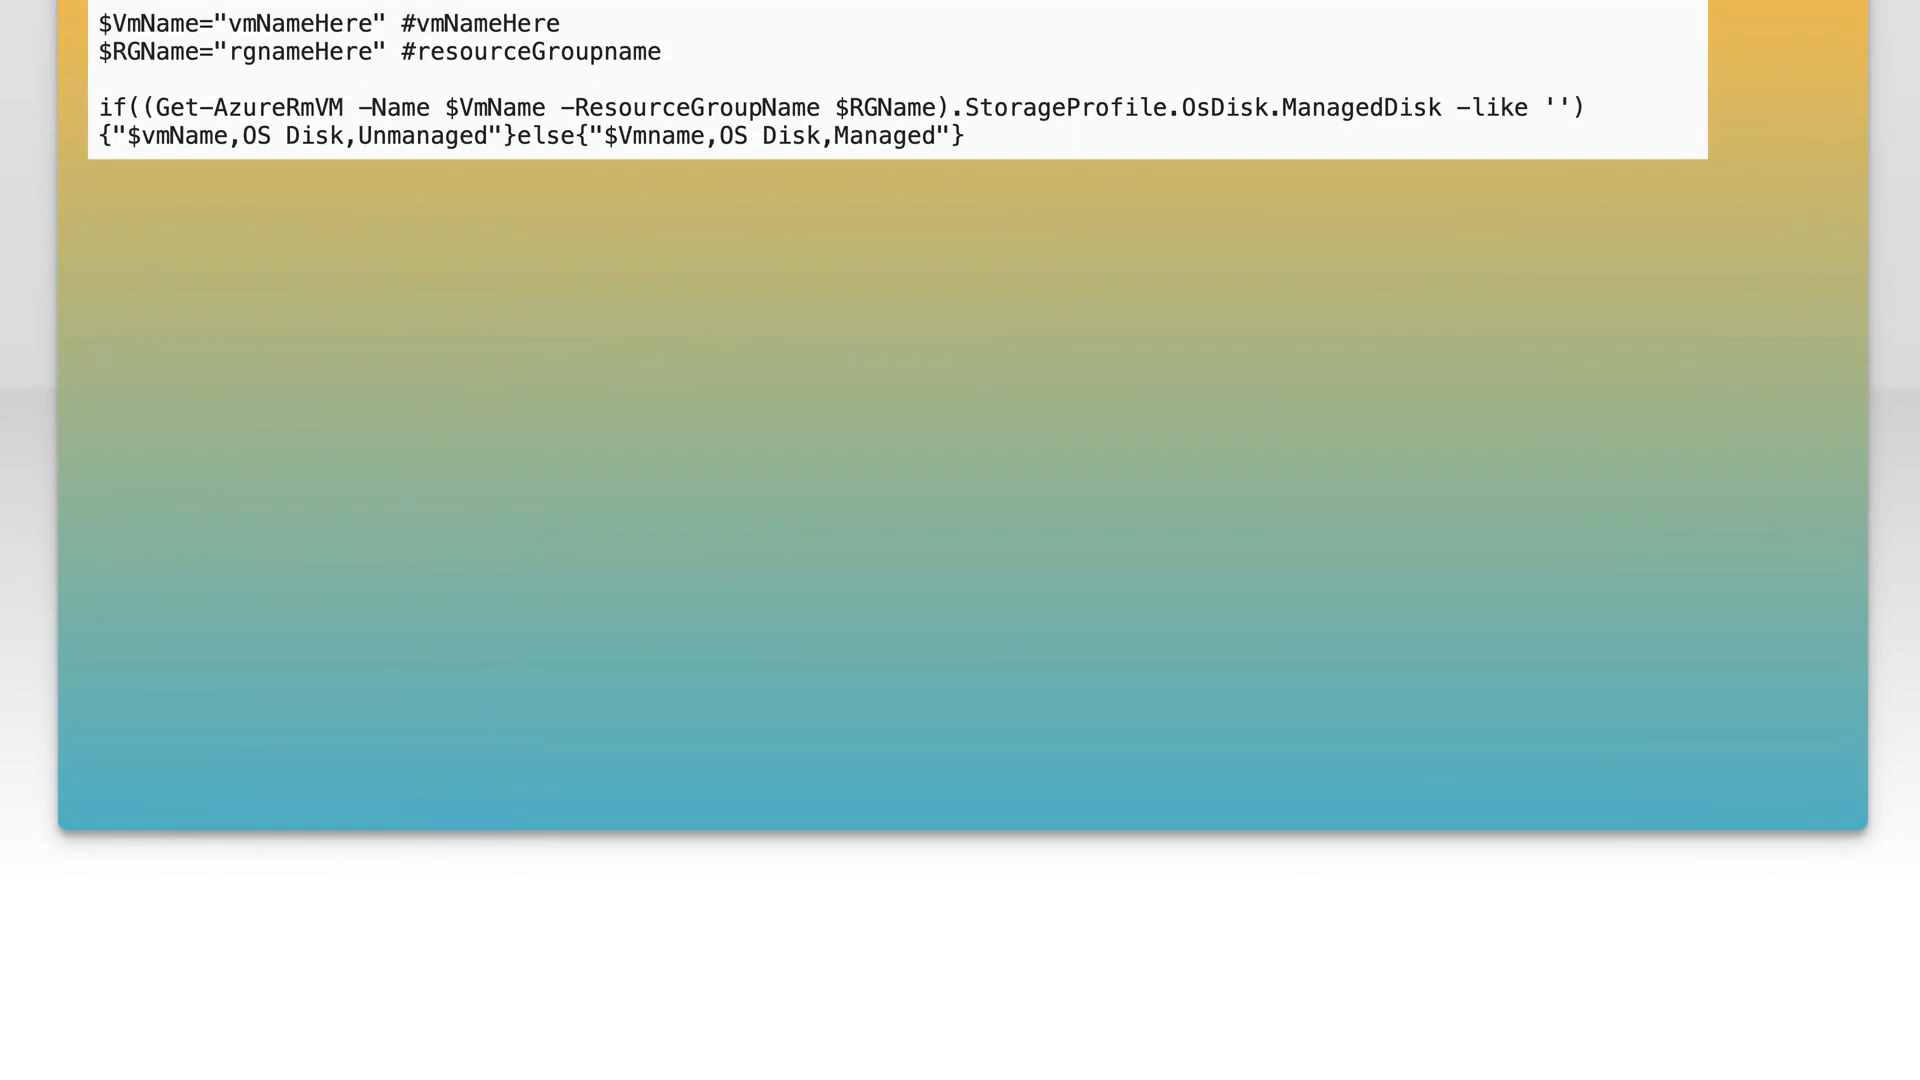 $VmName="vmNameHere" #vmNameHere
$RGName="rgnameHere" #resourceGroupname
if((Get-AzureRmVM -Name $VmName -ResourceGroupName $RGName).StorageProfile.OsDisk.ManagedDisk -like '')
{"$vmName,OS Disk,Unmanaged"}else{"$Vmname,OS Disk,Managed"}